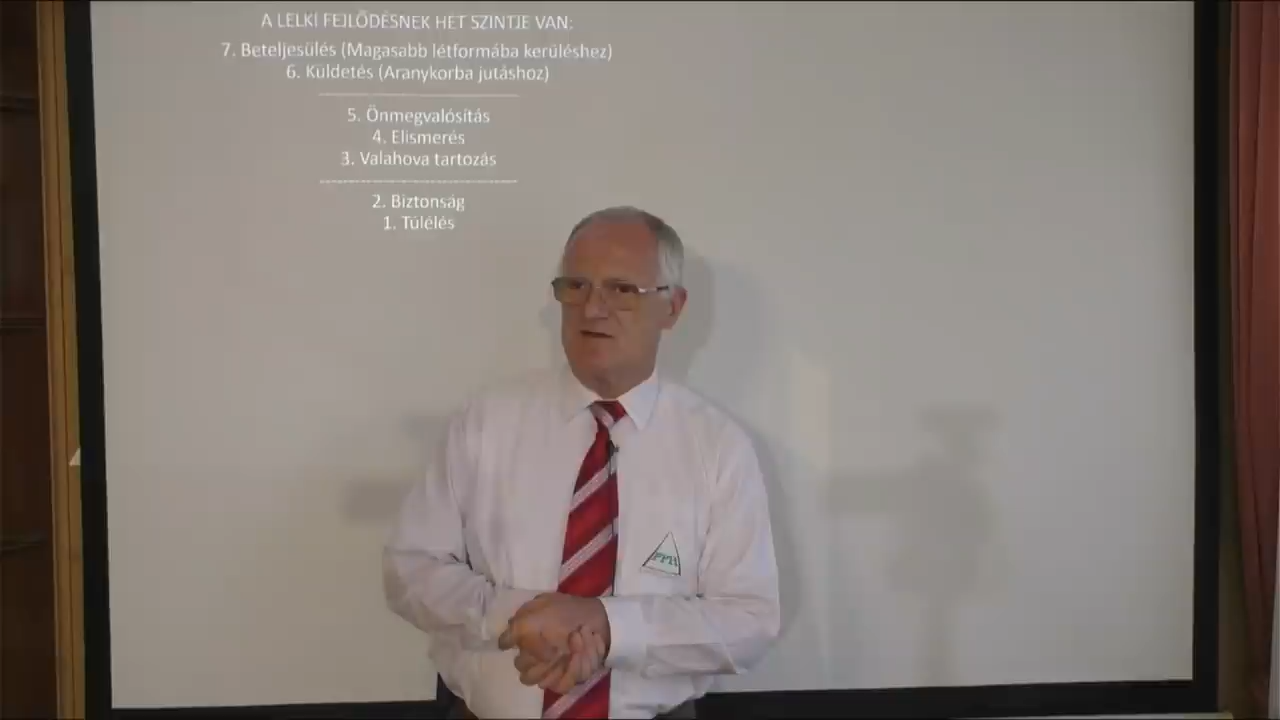 A LELKI FEJLŐDÉSNEK HÉT SZINTJE VAN:
7. Beteljesülés (Magasabb létformába kerüléshez)
6. Küldetés (Aranykorba jutáshoz)
5. Önmegvalósítás
4. Elismerés
3. Valahova tartozás
2. Biztonság
1. Túlélés
PPH